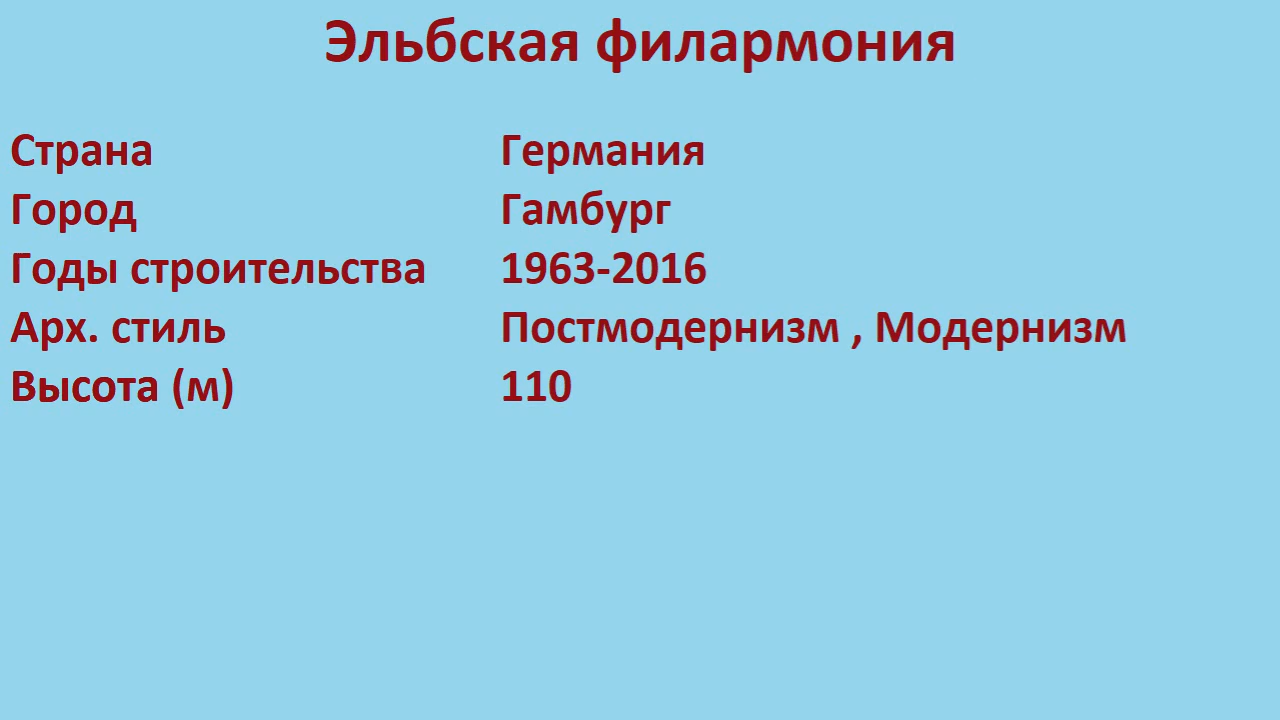 Эльбская филармония
Страна Германия
Город Гамбург
Годы строительства 1963-2016
Арх. стиль Постмодернизм , Модернизм
Высота (м) 110